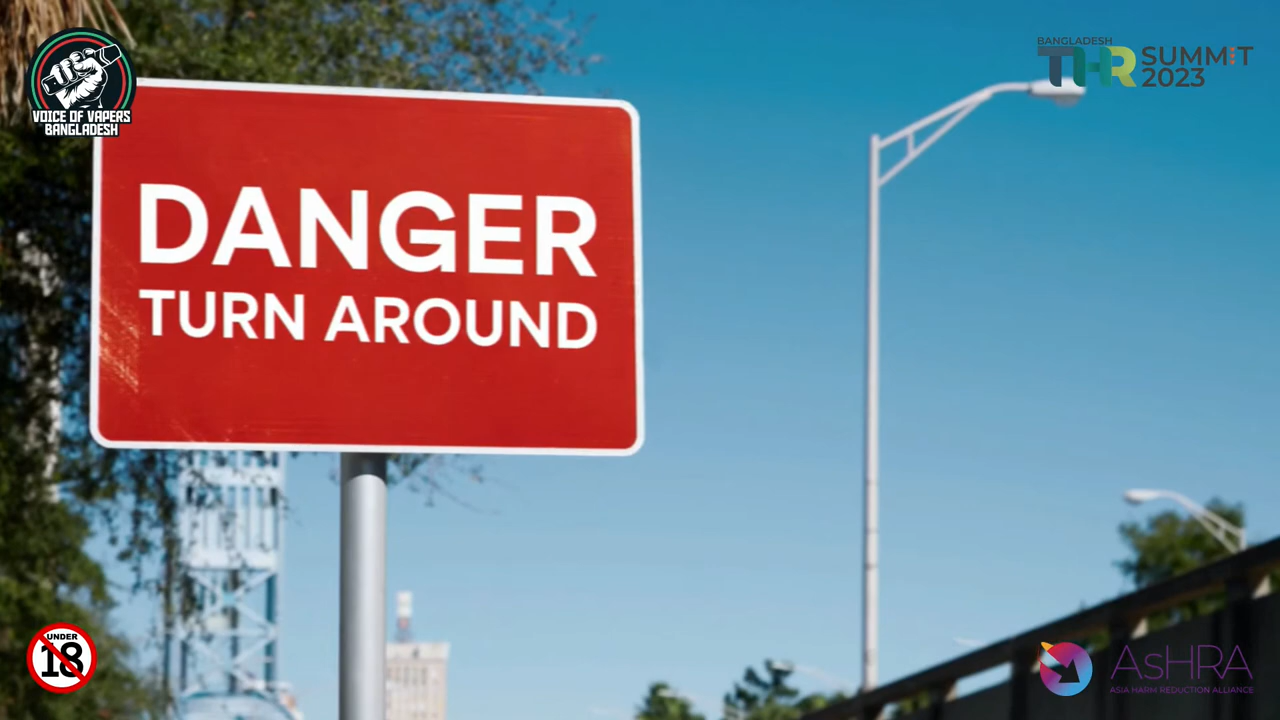 VOICE OF VAPERS
BANGLADESH
BANGLADESH
THR
SUMMIT
2023
DANGER
TURN AROUND
UNDER
18
AsHRA
ASIA HARM REDUCTION ALLIANCE